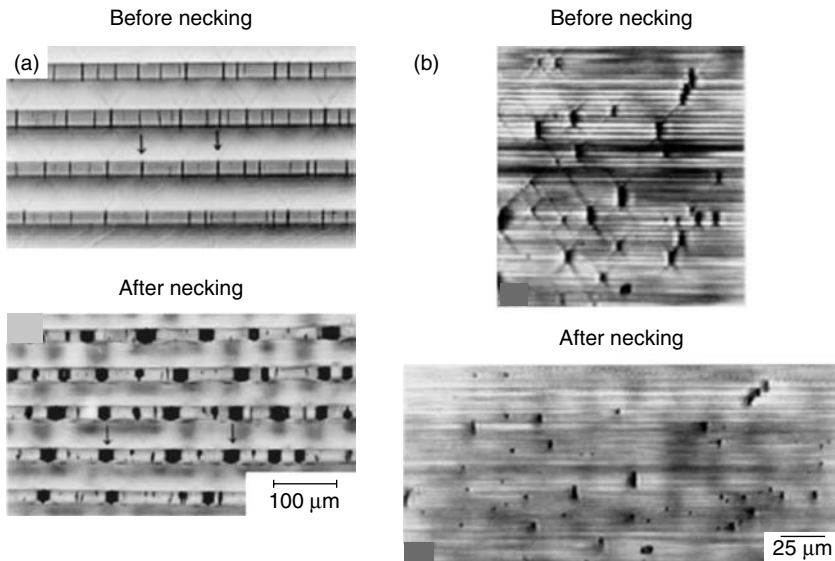 Before necking
(a)
After necking
100 μm
Before necking
(b)
After necking
25 μm